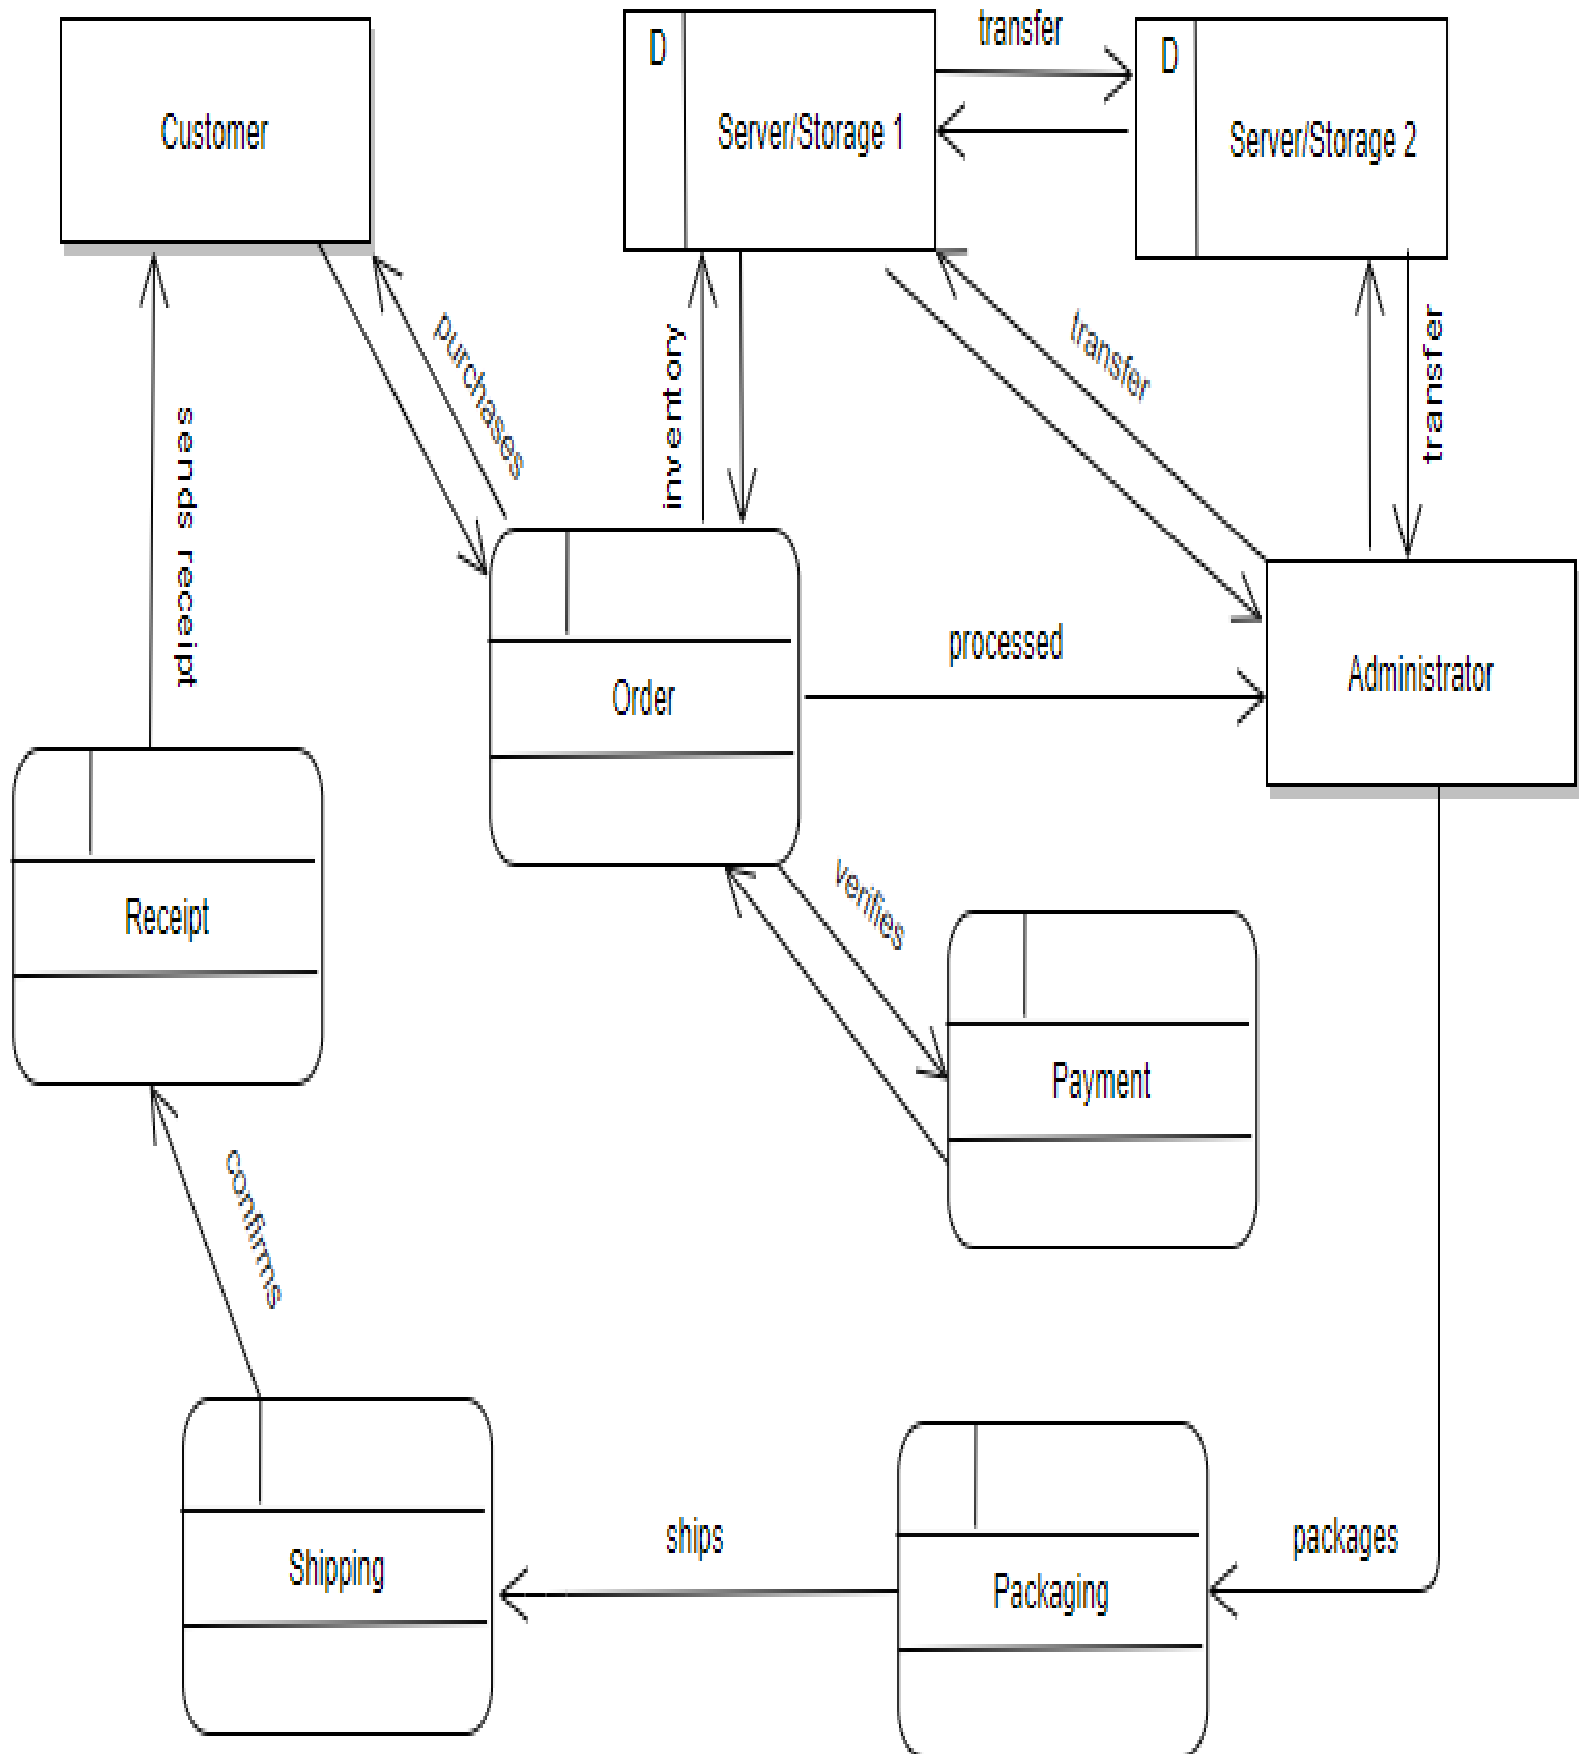 D
transfer
D
Customer
Server/Storage 1
Server/Storage 2
purchases
inventory
transfer
transfer
sends receipt
processed
Order
Administrator
verifies
Receipt
Payment
confirms
ships
packages
Shipping
Packaging